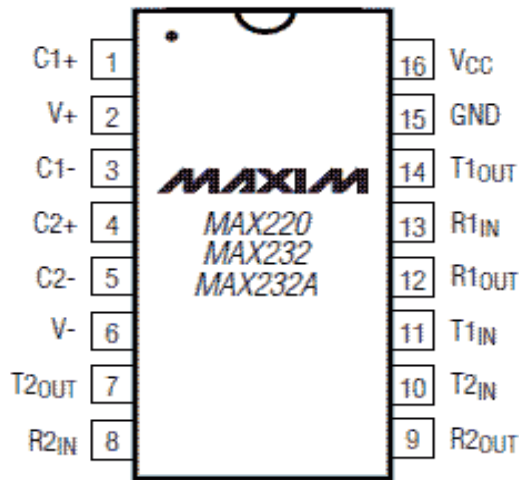 C1+ 1 16 VCC
V+ 2 15 GND
C1- 3 MAXIM 14 T1OUT
C2+ 4 MAX220 13 R1IN
MAX232
C2- 5 MAX232A 12 R1OUT
V- 6 11 T1IN
T2OUT 7 10 T2IN
R2IN 8 9 R2OUT